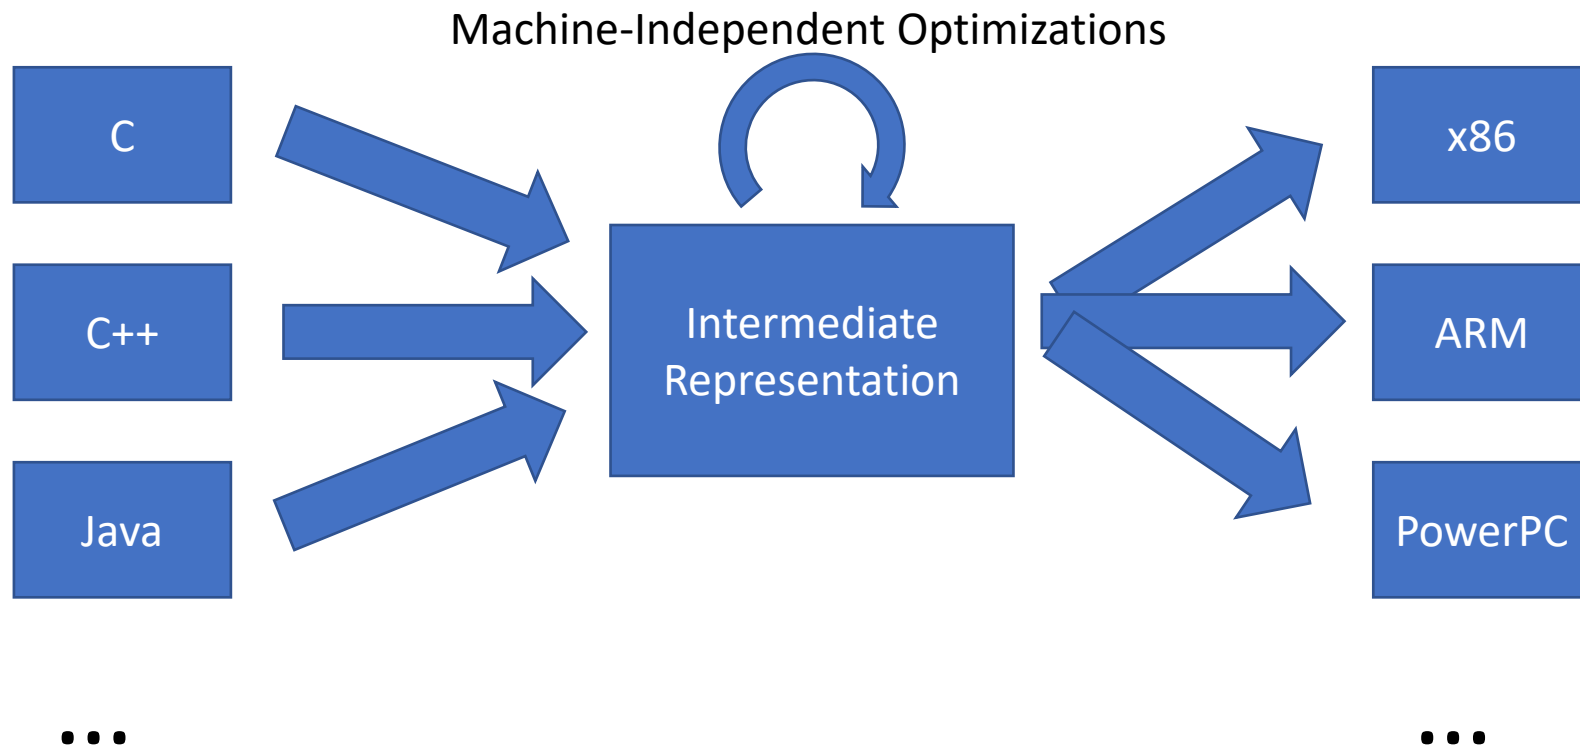 Machine-Independent Optimizations
C
x86
C++
Intermediate
Representation
ARM
Java
PowerPC
...
...